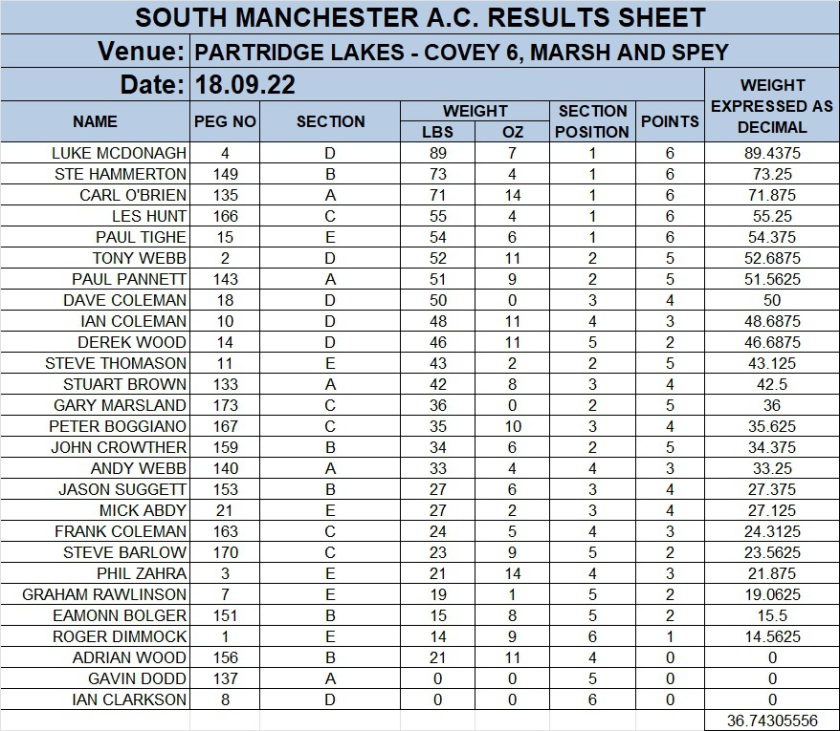 SOUTH MANCHESTER A.C. RESULTS SHEET
Venue: PARTRIDGE LAKES - COVEY 6, MARSH AND SPEY
Date: 18.09.22
NAME PEG NO SECTION WEIGHT LBS OZ SECTION POSITION POINTS WEIGHT EXPRESSED AS DECIMAL
LUKE MCDONAGH 4 D 89 7 1 6 89.4375
STE HAMMERTON 149 B 73 4 1 6 73.25
CARL O'BRIEN 135 A 71 14 1 6 71.875
LES HUNT 166 C 55 4 1 6 55.25
PAUL TIGHE 15 E 54 6 1 6 54.375
TONY WEBB 2 D 52 11 2 5 52.6875
PAUL PANNETT 143 A 51 9 2 5 51.5625
DAVE COLEMAN 18 D 50 0 3 4 50
IAN COLEMAN 10 D 48 11 4 3 48.6875
DEREK WOOD 14 D 46 11 5 2 46.6875
STEVE THOMASON 11 E 43 2 2 5 43.125
STUART BROWN 133 A 42 8 3 4 42.5
GARY MARSLAND 173 C 36 0 2 5 36
PETER BOGGIANO 167 C 35 10 3 4 35.625
JOHN CROWTHER 159 B 34 6 2 5 34.375
ANDY WEBB 140 A 33 4 4 3 33.25
JASON SUGGETT 153 B 27 6 3 4 27.375
MICK ABDY 21 E 27 2 3 4 27.125
FRANK COLEMAN 163 C 24 5 4 3 24.3125
STEVE BARLOW 170 C 23 9 5 2 23.5625
PHIL ZAHRA 3 E 21 14 4 3 21.875
GRAHAM RAWLINSON 7 E 19 1 5 2 19.0625
EAMONN BOLGER 151 B 15 8 5 2 15.5
ROGER DIMMOCK 1 E 14 9 6 1 14.5625
ADRIAN WOOD 156 B 21 11 4 0 0
GAVIN DODD 137 A 0 0 5 0 0
IAN CLARKSON 8 D 0 0 6 0 0
36.74305556